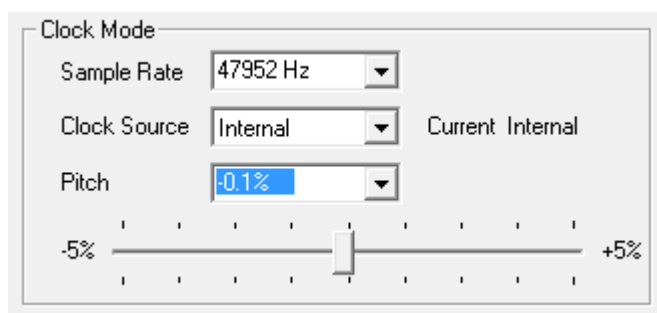 Clock Mode
Sample Rate 47952 Hz
Clock Source Internal Current Internal
Pitch -0.1%
-5% +5%